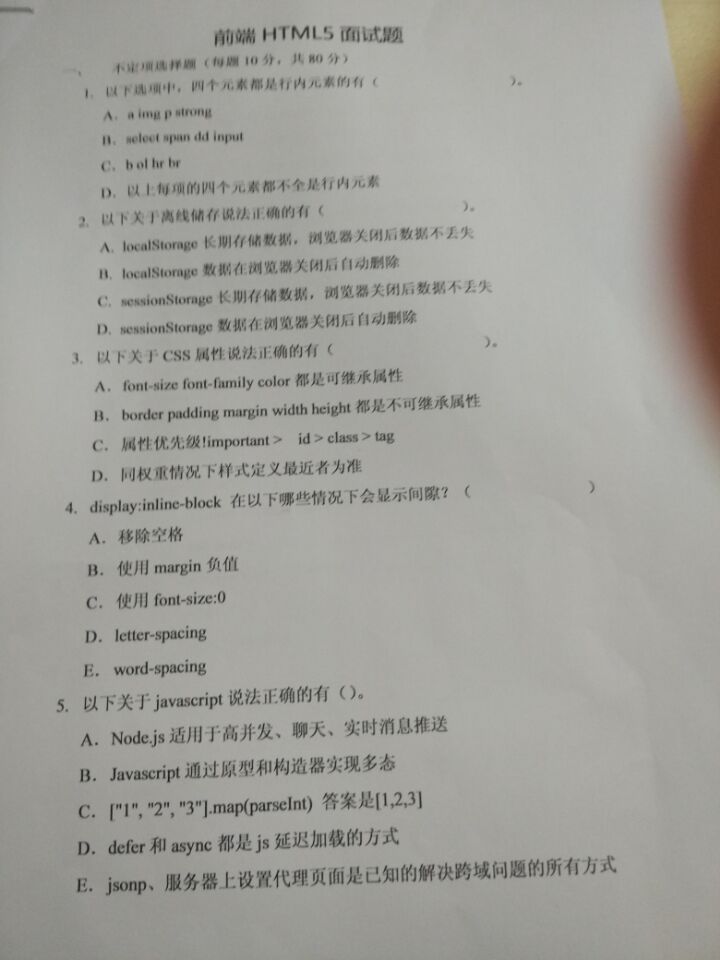 前端 HTML5 面试题
一、 不定项选择题（每题 10 分，共 80 分）
1. 以下选项中，四个元素都是行内元素的有（ ）。
A. a img p strong
B. select span dd input
C. b ol hr br
D. 以上每项的四个元素都不全是行内元素
2. 以下关于离线储存说法正确的有（ ）。
A. localStorage 长期存储数据，浏览器关闭后数据不丢失
B. localStorage 数据在浏览器关闭后自动删除
C. sessionStorage 长期存储数据，浏览器关闭后数据不丢失
D. sessionStorage 数据在浏览器关闭后自动删除
3. 以下关于 CSS 属性说法正确的有（ ）。
A. font-size font-family color 都是可继承属性
B. border padding margin width height 都是不可继承属性
C. 属性优先级!important > id > class > tag
D. 同权重情况下样式定义最近者为准
4. display:inline-block 在以下哪些情况下会显示间隙？（ ）
A. 移除空格
B. 使用 margin 负值
C. 使用 font-size:0
D. letter-spacing
E. word-spacing
5. 以下关于 javascript 说法正确的有（）。
A. Node.js 适用于高并发、聊天、实时消息推送
B. Javascript 通过原型和构造器实现多态
C. ["1", "2", "3"].map(parseInt) 答案是[1,2,3]
D. defer 和 async 都是 js 延迟加载的方式
E. jsonp、服务器上设置代理页面是已知的解决跨域问题的所有方式